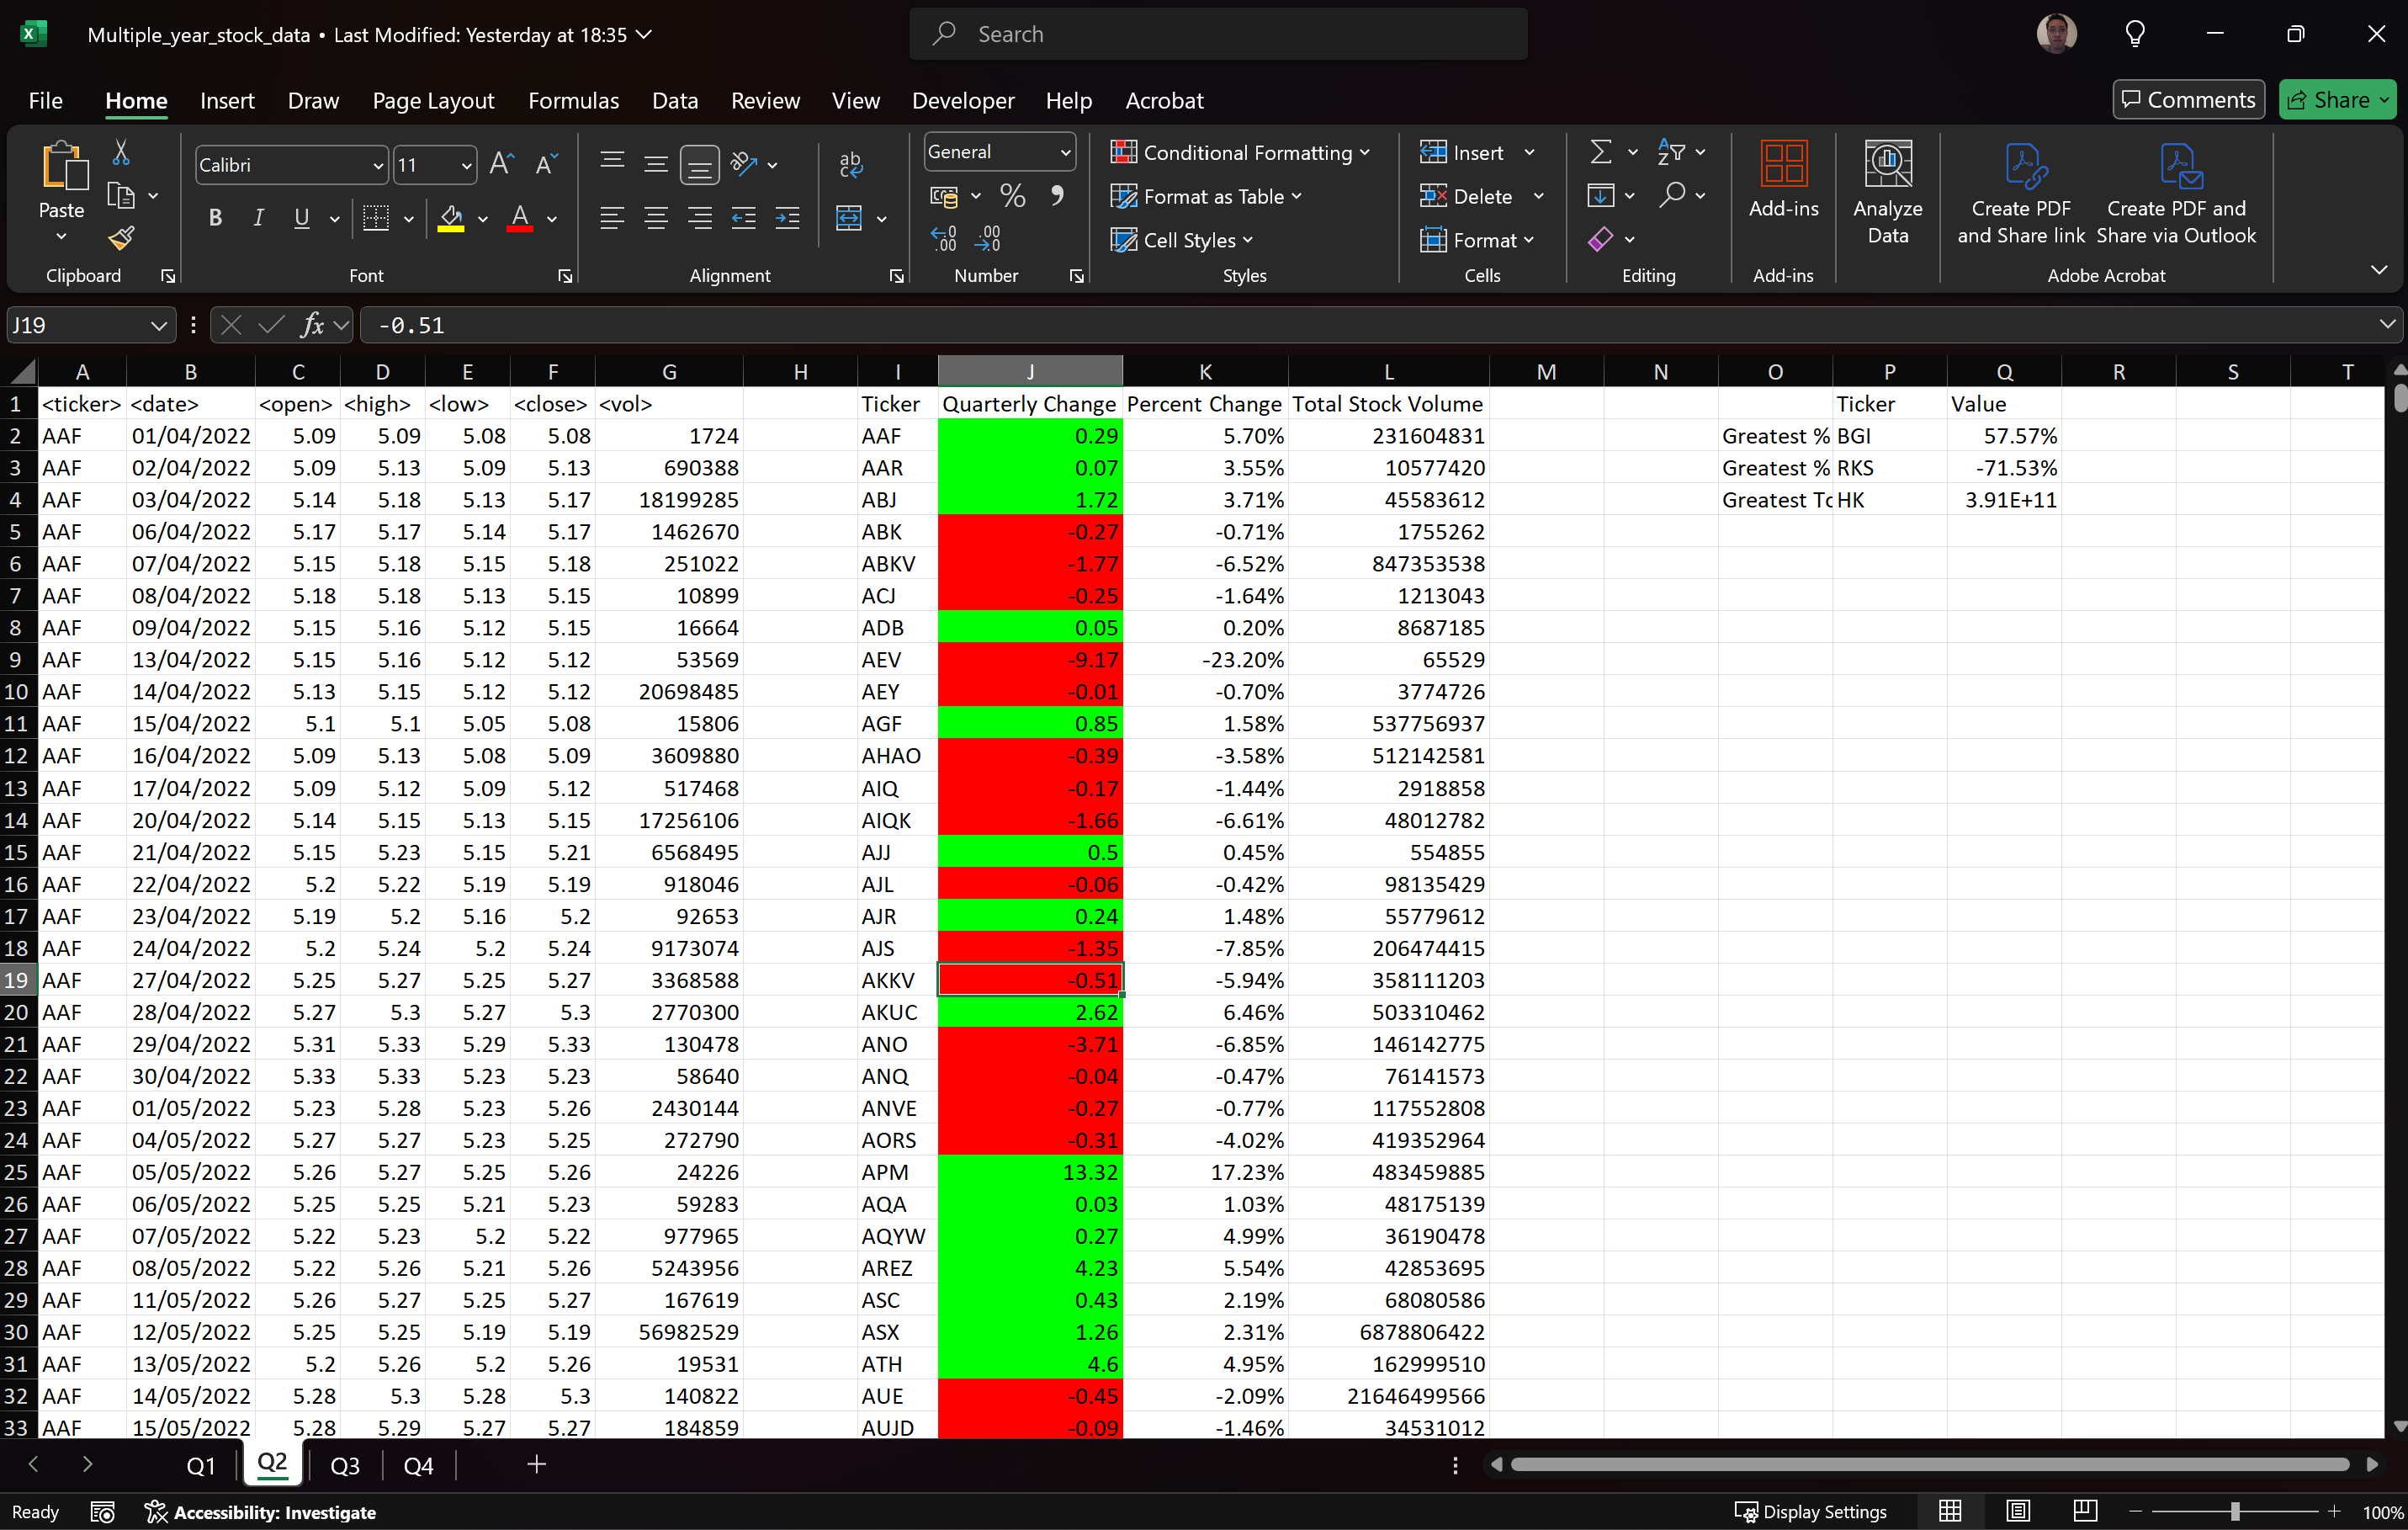 Multiple_year_stock_data • Last Modified: Yesterday at 18:35
Search
File Home Insert Draw Page Layout Formulas Data Review View Developer Help Acrobat Comments Share
Paste
Clipboard
Calibri 11
B I U A
Font
ab
Alignment
General
%
Number
Conditional Formatting
Format as Table
Cell Styles
Styles
Insert
Delete
Format
Cells
Editing
Add-ins
Add-ins
Analyze
Data
Create PDF
and Share link
Create PDF and
Share via Outlook
Adobe Acrobat
J19 fx -0.51
A B C D E F G H I J K L M N O P Q R S T
1 <ticker> <date> <open> <high> <low> <close> <vol> Ticker Quarterly Change Percent Change Total Stock Volume Ticker Value
2 AAF 01/04/2022 5.09 5.09 5.08 5.08 1724 AAF 0.29 5.70% 231604831 Greatest % BGI 57.57%
3 AAF 02/04/2022 5.09 5.13 5.09 5.13 690388 AAR 0.07 3.55% 10577420 Greatest % RKS -71.53%
4 AAF 03/04/2022 5.14 5.18 5.13 5.17 18199285 ABJ 1.72 3.71% 45583612 Greatest To HK 3.91E+11
5 AAF 06/04/2022 5.17 5.17 5.14 5.17 1462670 ABK -0.27 -0.71% 1755262
6 AAF 07/04/2022 5.15 5.18 5.15 5.18 251022 ABKV -1.77 -6.52% 847353538
7 AAF 08/04/2022 5.18 5.18 5.13 5.15 10899 ACJ -0.25 -1.64% 1213043
8 AAF 09/04/2022 5.15 5.16 5.12 5.15 16664 ADB 0.05 0.20% 8687185
9 AAF 13/04/2022 5.15 5.16 5.12 5.12 53569 AEV -9.17 -23.20% 65529
10 AAF 14/04/2022 5.13 5.15 5.12 5.12 20698485 AEY -0.01 -0.70% 3774726
11 AAF 15/04/2022 5.1 5.1 5.05 5.08 15806 AGF 0.85 1.58% 537756937
12 AAF 16/04/2022 5.09 5.13 5.08 5.09 3609880 AHAO -0.39 -3.58% 512142581
13 AAF 17/04/2022 5.09 5.12 5.09 5.12 517468 AIQ -0.17 -1.44% 2918858
14 AAF 20/04/2022 5.14 5.15 5.13 5.15 17256106 AIQK -1.66 -6.61% 48012782
15 AAF 21/04/2022 5.15 5.23 5.15 5.21 6568495 AJJ 0.5 0.45% 554855
16 AAF 22/04/2022 5.2 5.22 5.19 5.19 918046 AJL -0.06 -0.42% 98135429
17 AAF 23/04/2022 5.19 5.2 5.16 5.2 92653 AJR 0.24 1.48% 55779612
18 AAF 24/04/2022 5.2 5.24 5.2 5.24 9173074 AJS -1.35 -7.85% 206474415
19 AAF 27/04/2022 5.25 5.27 5.25 5.27 3368588 AKKV -0.51 -5.94% 358111203
20 AAF 28/04/2022 5.27 5.3 5.27 5.3 2770300 AKUC 2.62 6.46% 503310462
21 AAF 29/04/2022 5.31 5.33 5.29 5.33 130478 ANO -3.71 -6.85% 146142775
22 AAF 30/04/2022 5.33 5.33 5.23 5.23 58640 ANQ -0.04 -0.47% 76141573
23 AAF 01/05/2022 5.23 5.28 5.23 5.26 2430144 ANVE -0.27 -0.77% 117552808
24 AAF 04/05/2022 5.27 5.27 5.23 5.25 272790 AORS -0.31 -4.02% 419352964
25 AAF 05/05/2022 5.26 5.27 5.25 5.26 24226 APM 13.32 17.23% 483459885
26 AAF 06/05/2022 5.25 5.25 5.21 5.23 59283 AQA 0.03 1.03% 48175139
27 AAF 07/05/2022 5.22 5.23 5.2 5.22 977965 AQYW 0.27 4.99% 36190478
28 AAF 08/05/2022 5.22 5.26 5.21 5.26 5243956 AREZ 4.23 5.54% 42853695
29 AAF 11/05/2022 5.26 5.27 5.25 5.27 167619 ASC 0.43 2.19% 68080586
30 AAF 12/05/2022 5.25 5.25 5.19 5.19 56982529 ASX 1.26 2.31% 6878806422
31 AAF 13/05/2022 5.2 5.26 5.2 5.26 19531 ATH 4.6 4.95% 162999510
32 AAF 14/05/2022 5.28 5.3 5.28 5.3 140822 AUE -0.45 -2.09% 21646499566
33 AAF 15/05/2022 5.28 5.29 5.27 5.27 184859 AUJD -0.09 -1.46% 34531012
Q1 Q2 Q3 Q4
Ready Accessibility: Investigate Display Settings 100%